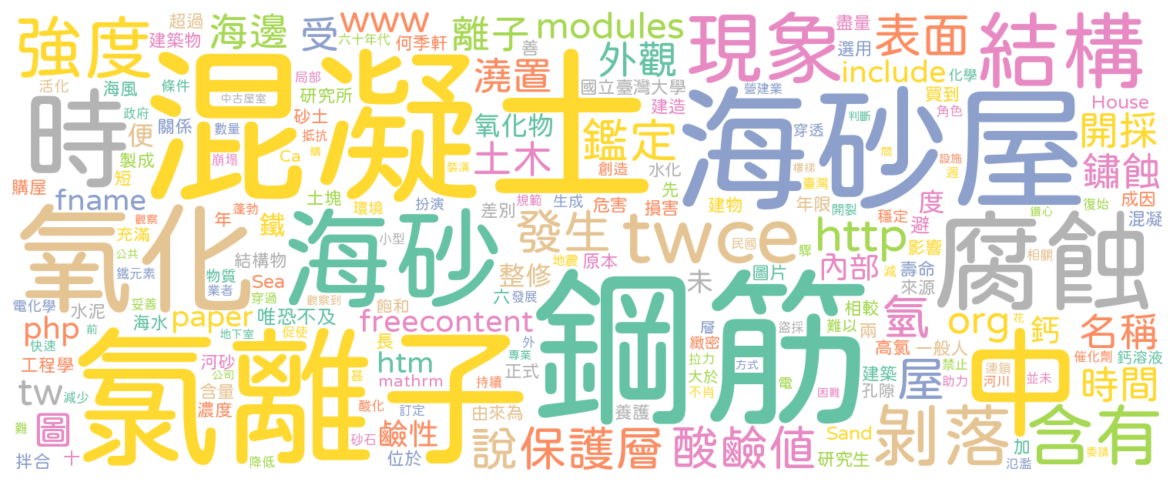 強度
建築物
超過
海邊
受
六十年代
www
何季軒
離子
善
modules
外觀
現象
盡量
選用
表面
結構
活化
海風
條件
局部
中古屋室
研究所
澆置
國立臺灣大學
建造
營建業
include
化學
買到
角色
House
時
政府
便
關係
數量
砂土
抵抗
混凝土
氧化物
鑑定
海砂屋
穿透
判斷
開採
製成
短
崩塌
Ca
購
裝潢
土木
創造
水化
樓梯
間
設施
週
鏽蝕
購屋
fname
土塊
環境
扮演
規範
生成
先
危害
損害
建物
臺灣
年限
開裂
穩定
度
鑽心
復始
成因
混凝
氧化
充滿
蓬勃
公共
年
觀察
鐵
海砂
小型
差別
發生
地震
原本
twce
民國
驟
http
減
避
影響
內部
腐蝕
相關
鐵元素
物質
業者
結構物
穿過
觀察到
整修
六
發展
未
圖片
壽命
來源
電化學
水泥
妥善
海水
Sea
飽和
鋼筋
相較
難以
兩
氫
php
前
快速
paper
地下室
唯恐不及
促使
長
freecontent
外
層
盜採
緻密
高氯
一般人
org
花
鈣
名稱
工程學
河砂
公司
氯離子
htm
甚
mathrm
專業
正式
持續
拉力
大於
不肖
方式
電
孔隙
建築
困難
禁止
助力
連鎖
河川
中
催化劑
鈣溶液
並未
tw
減少
含量
濃度
酸化
訂定
由來為
養護
屋
時間
難
圖
鹼性
說
保護層
酸鹼值
Sand
剝落
加
含有
委請
拌合
十
降低
砂石
位於
研究生
氾濫